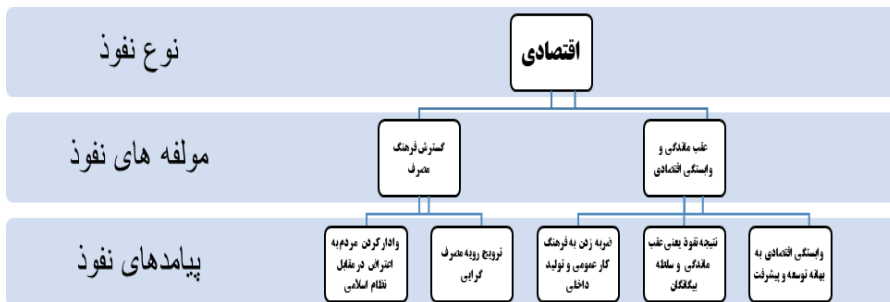 نوع نفوذ
اقتصادی
مولفه های نفوذ
عقب ماندگی و
وابستگی اقتصادی
گسترش فرهنگ
مصرف
پیامدهای نفوذ
وابستگی اقتصادی به
بهانه توسعه و پیشرفت
نتیجه نفوذ یعنی عقب
ماندگی و سلطه
بیگانگان
ضربه زدن به فرهنگ
کار عمومی و تولید
داخلی
ترویج رویه مصرف
گرایی
وادار کردن مردم به
اعتراض در مقابل
نظام اسلامی